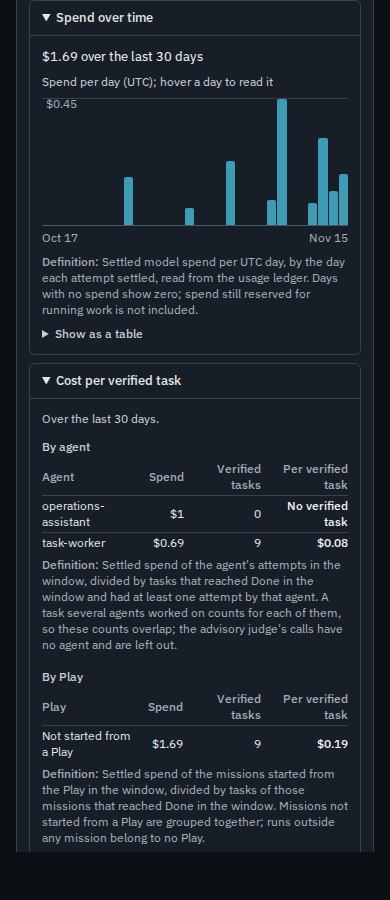 ▼ Spend over time
$1.69 over the last 30 days
Spend per day (UTC); hover a day to read it
$0.45
Oct 17 Nov 15
Definition: Settled model spend per UTC day, by the day
each attempt settled, read from the usage ledger. Days
with no spend show zero; spend still reserved for
running work is not included.
▶ Show as a table
▼ Cost per verified task
Over the last 30 days.
By agent
Agent Spend Verified tasks Per verified task
operations-assistant $1 0 No verified task
task-worker $0.69 9 $0.08
Definition: Settled spend of the agent's attempts in the
window, divided by tasks that reached Done in the
window and had at least one attempt by that agent. A
task several agents worked on counts for each of them,
so these counts overlap; the advisory judge's calls have
no agent and are left out.
By Play
Play Spend Verified tasks Per verified task
Not started from a Play $1.69 9 $0.19
Definition: Settled spend of the missions started from
the Play in the window, divided by tasks of those
missions that reached Done in the window. Missions not
started from a Play are grouped together; runs outside
any mission belong to no Play.